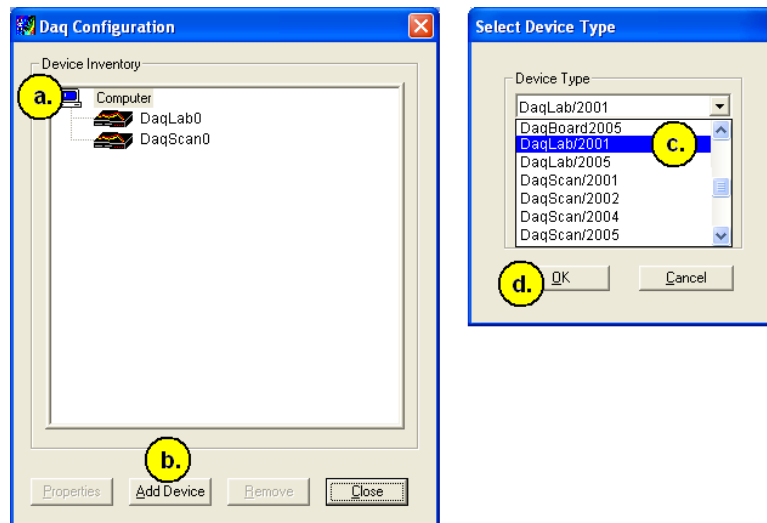 Daq Configuration
Device Inventory
a.
Computer
DaqLab0
DaqScan0
b.
Properties
Add Device
Remove
Close
Select Device Type
Device Type
DaqLab/2001
DaqBoard2005
DaqLab/2001
c.
DaqLab/2005
DaqScan/2001
DaqScan/2002
DaqScan/2004
DaqScan/2005
d.
OK
Cancel